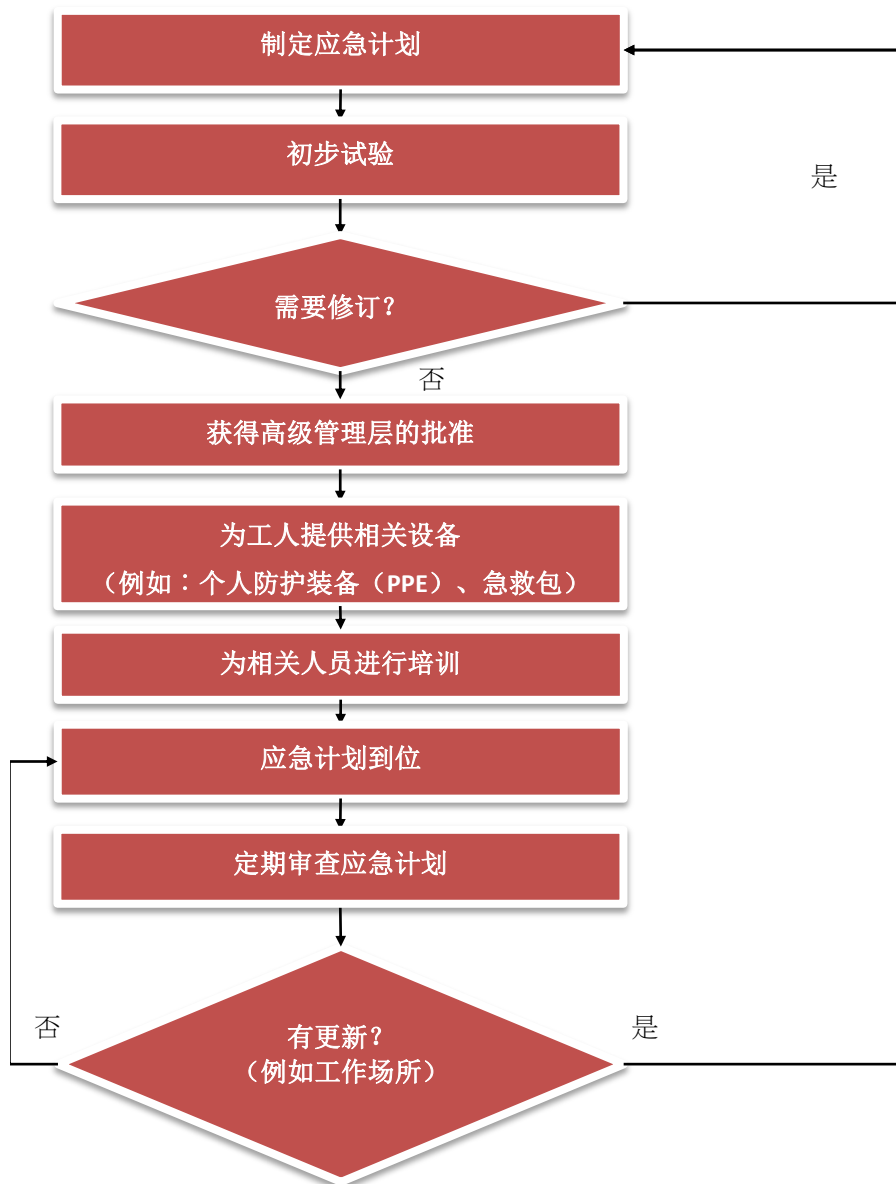 制定应急计划
初步试验
是
需要修订？
否
获得高级管理层的批准
为工人提供相关设备
（例如：个人防护装备（PPE）、急救包）
为相关人员进行培训
应急计划到位
定期审查应急计划
否
有更新？
是
（例如工作场所）